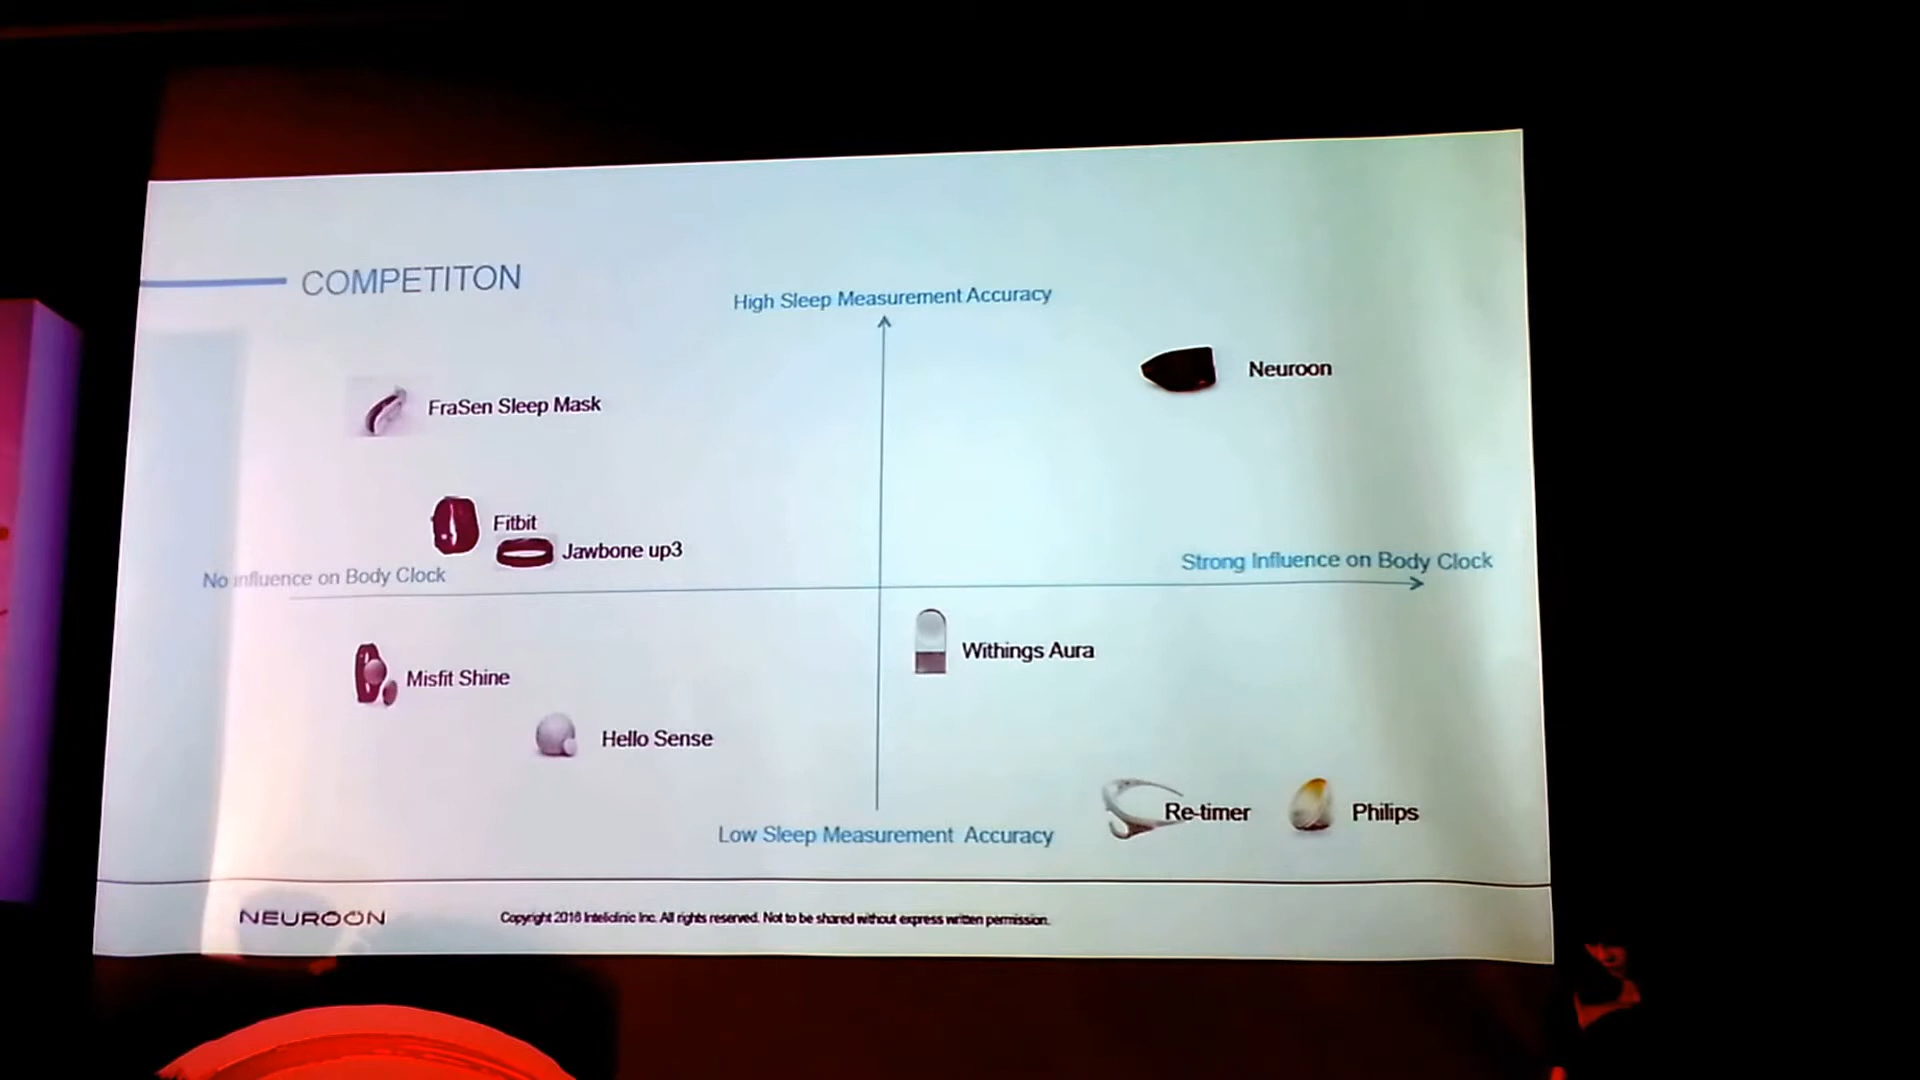 COMPETITON
High Sleep Measurement Accuracy
Neuroon
FraSen Sleep Mask
Fitbit
Jawbone up3
No influence on Body Clock
Strong Influence on Body Clock
Withings Aura
Misfit Shine
Hello Sense
Re-timer
Philips
Low Sleep Measurement Accuracy
NEUROON
Copyright 2016 Inteliclinic Inc. All rights reserved. Not to be shared without express written permission.